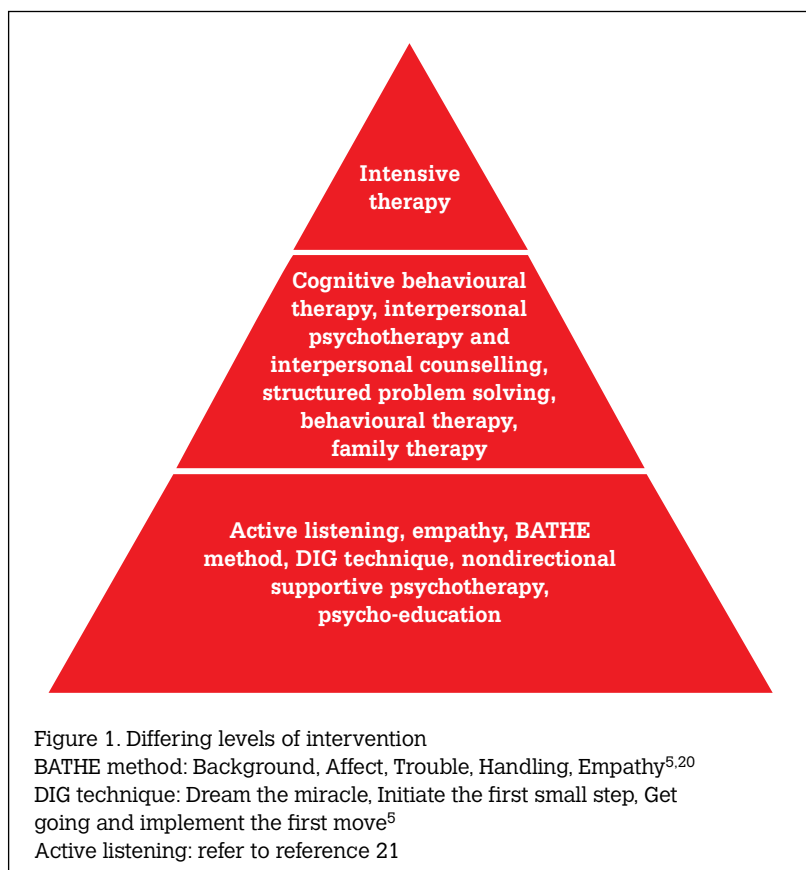 Intensive
therapy
Cognitive behavioural
therapy, interpersonal
psychotherapy and
interpersonal counselling,
structured problem solving,
behavioural therapy,
family therapy
Active listening, empathy, BATHE
method, DIG technique, nondirectional
supportive psychotherapy,
psycho-education
Figure 1. Differing levels of intervention
BATHE method: Background, Affect, Trouble, Handling, Empathy5,20
DIG technique: Dream the miracle, Initiate the first small step, Get
going and implement the first move5
Active listening: refer to reference 21